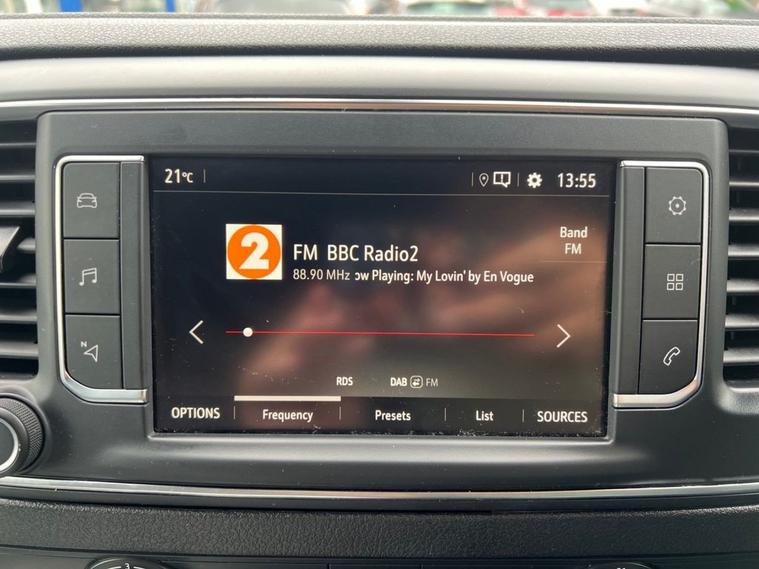 21°C
13:55
2
FM BBC Radio2
88.90 MHz ow Playing: My Lovin' by En Vogue
Band
FM
N
RDS DAB FM
OPTIONS Frequency Presets List SOURCES
3